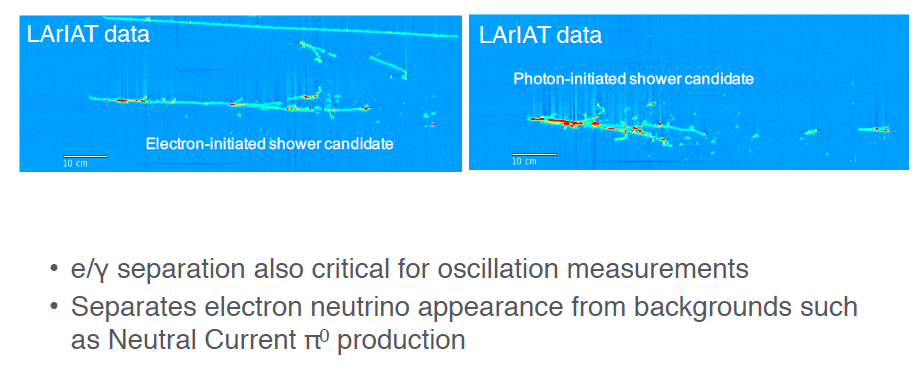 LArIAT data
Electron-initiated shower candidate
10 cm
LArIAT data
Photon-initiated shower candidate
10 cm
• e/γ separation also critical for oscillation measurements
• Separates electron neutrino appearance from backgrounds such
as Neutral Current π⁰ production